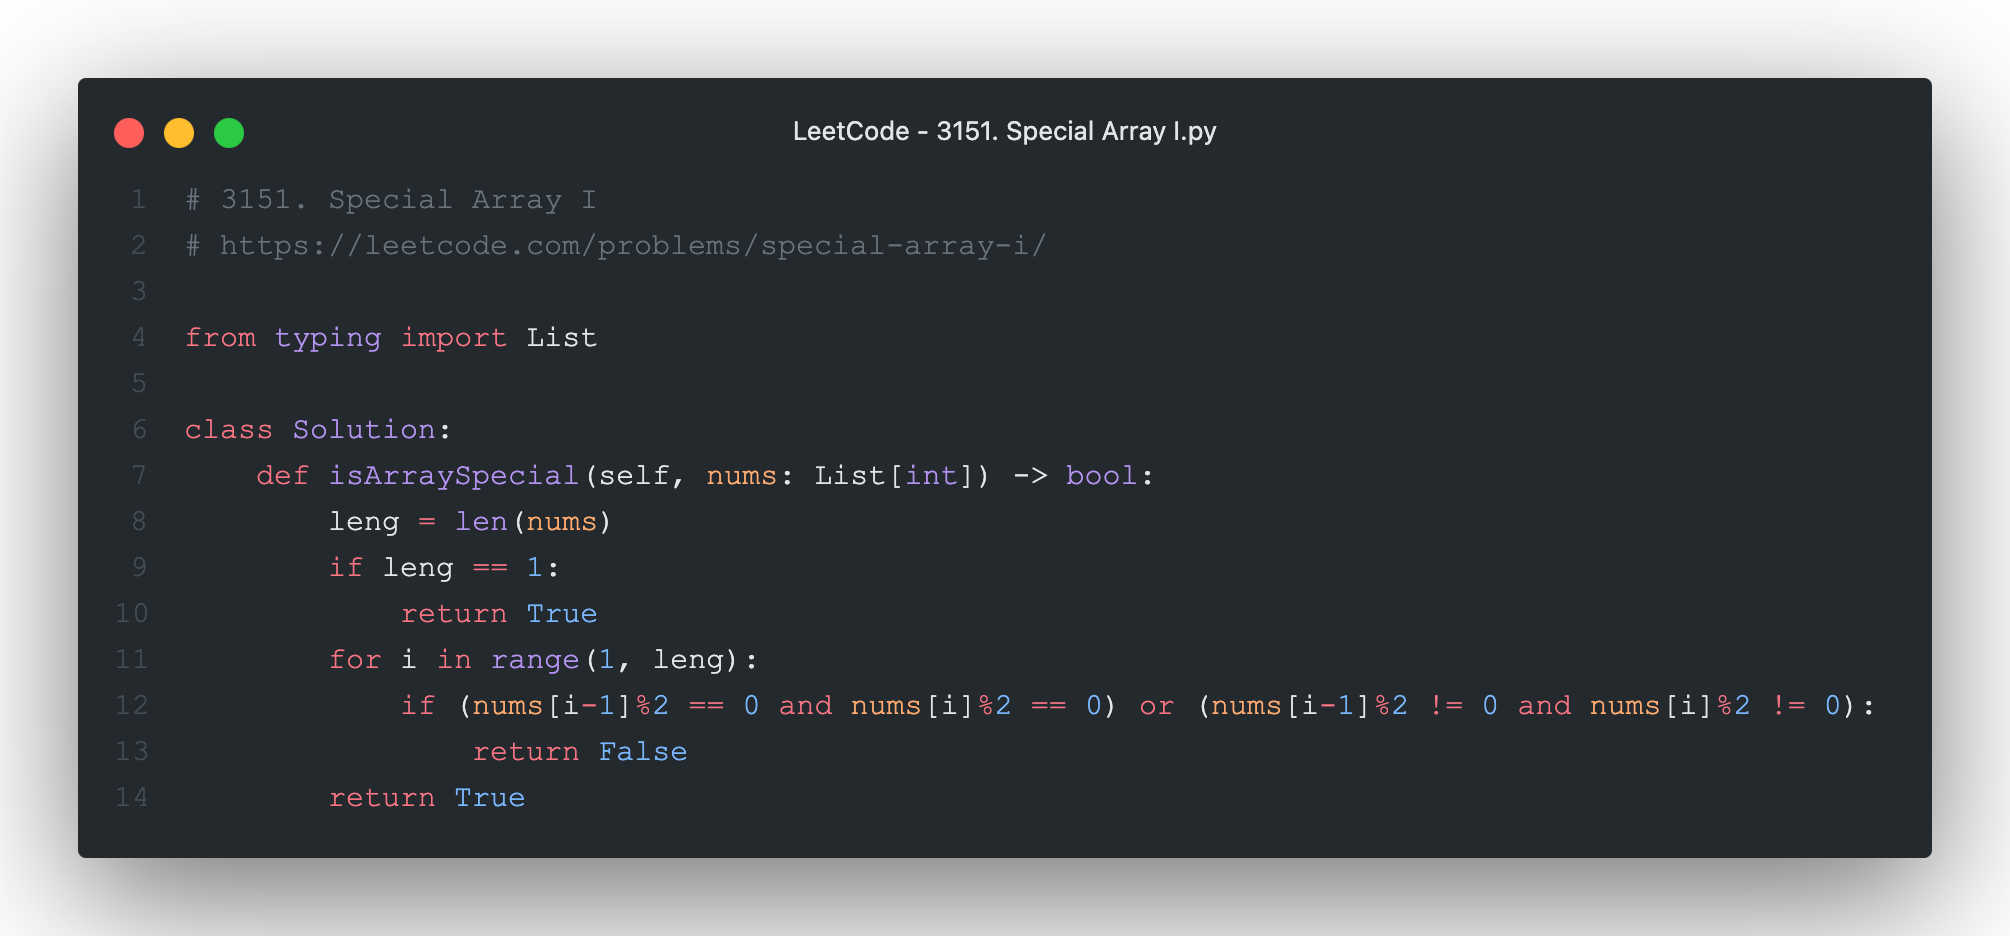 LeetCode - 3151. Special Array I.py
1 # 3151. Special Array I
2 # https://leetcode.com/problems/special-array-i/
3
4 from typing import List
5
6 class Solution:
7     def isArraySpecial(self, nums: List[int]) -> bool:
8         leng = len(nums)
9         if leng == 1:
10             return True
11         for i in range(1, leng):
12             if (nums[i-1]%2 == 0 and nums[i]%2 == 0) or (nums[i-1]%2 != 0 and nums[i]%2 != 0):
13                 return False
14         return True